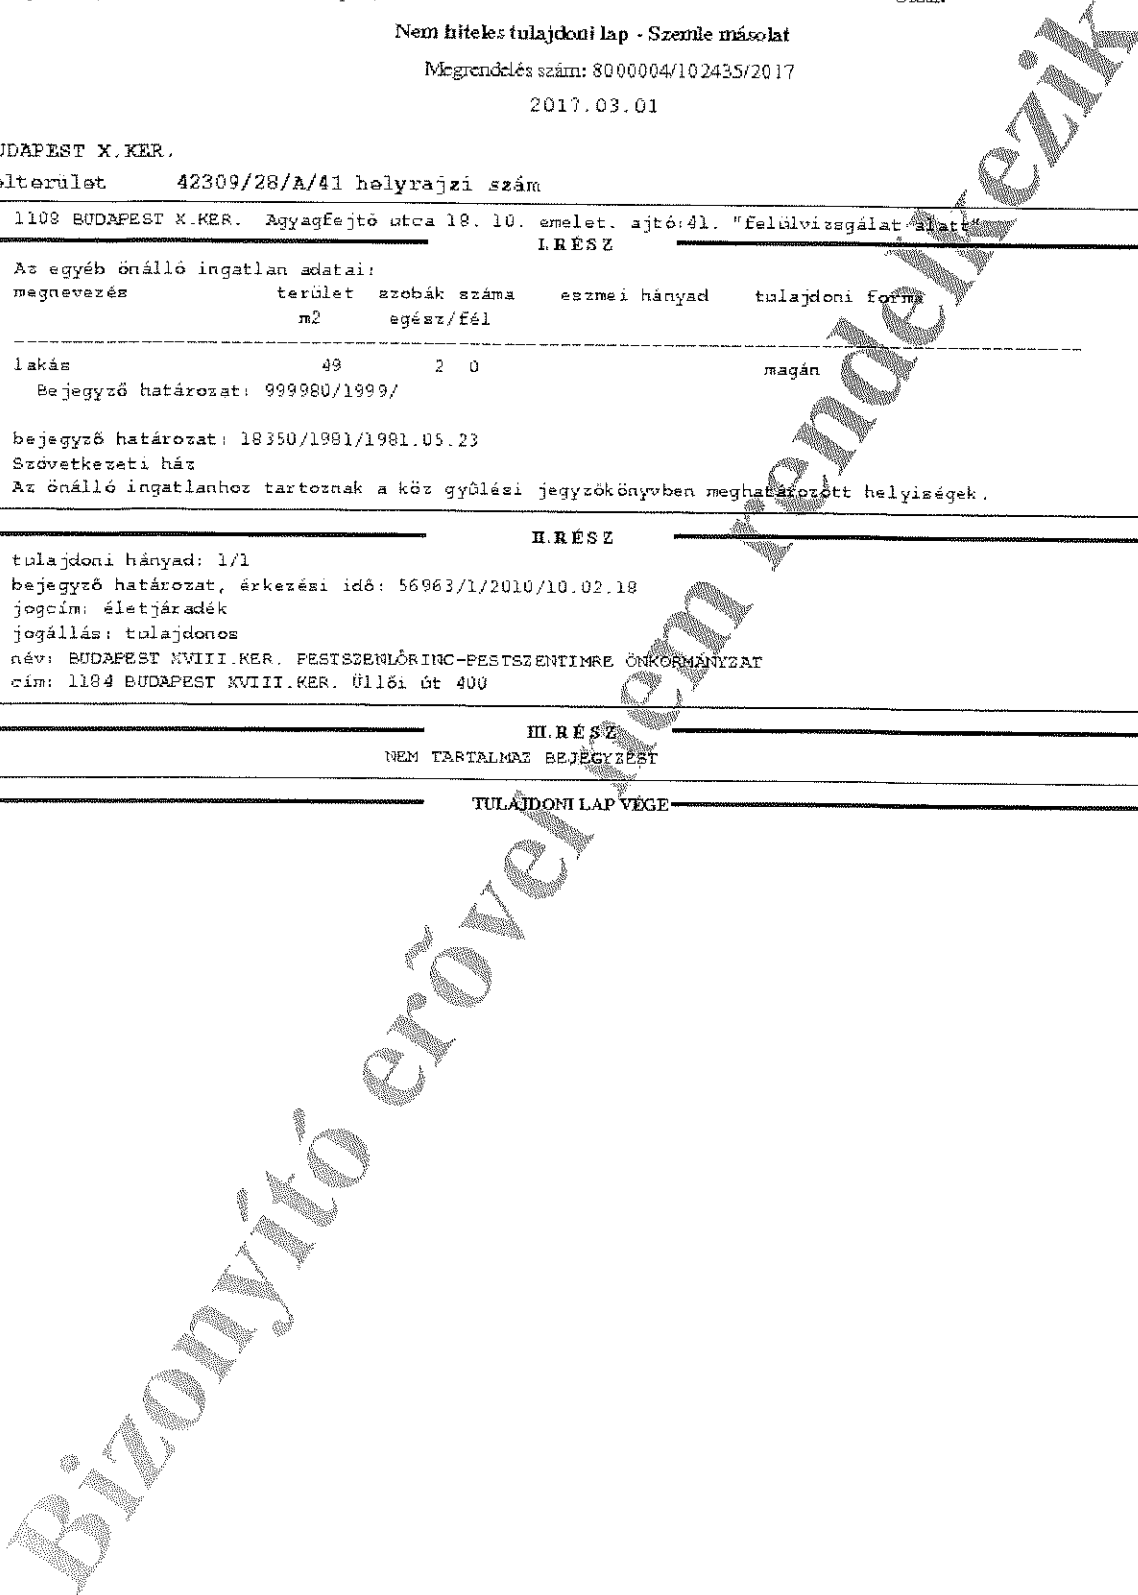 Nem hiteles tulajdoni lap - Szemle másolat
Megrendelés szám: 8000004/102435/2017
2017.03.01
UDAPEST X.KER.
elterület 42309/28/A/41 helyrajzi szám
1108 BUDAPEST X.KER. Agyagfejtő utca 18. 10. emelet. ajtó:41. "felülvizsgálat alatt"
I.RÉSZ
Az egyéb önálló ingatlan adatai:
megnevezés terület szobák száma eszmei hányad tulajdoni forma
m2 egész/fél
lakás 49 2 0 magán
Bejegyző határozat: 999980/1999/
bejegyző határozat: 18350/1981/1981.05.23
Szövetkezeti ház
Az önálló ingatlanhoz tartoznak a köz gyűlési jegyzőkönyvben meghatározott helyiségek.
II.RÉSZ
tulajdoni hányad: 1/1
bejegyző határozat, érkezési idő: 56963/1/2010/10.02.18
jogcím: életjáradék
jogállás: tulajdonos
név: BUDAPEST XVIII.KER. PESTSZENLŐRINC-PESTSZENTIMRE ÖNKORMÁNYZAT
cím: 1184 BUDAPEST XVIII.KER. Üllői út 400
III.RÉSZ
NEM TARTALMAZ BEJEGYZÉST
TULAJDONI LAP VÉGE
Bizonyító erővel nem rendelkezik